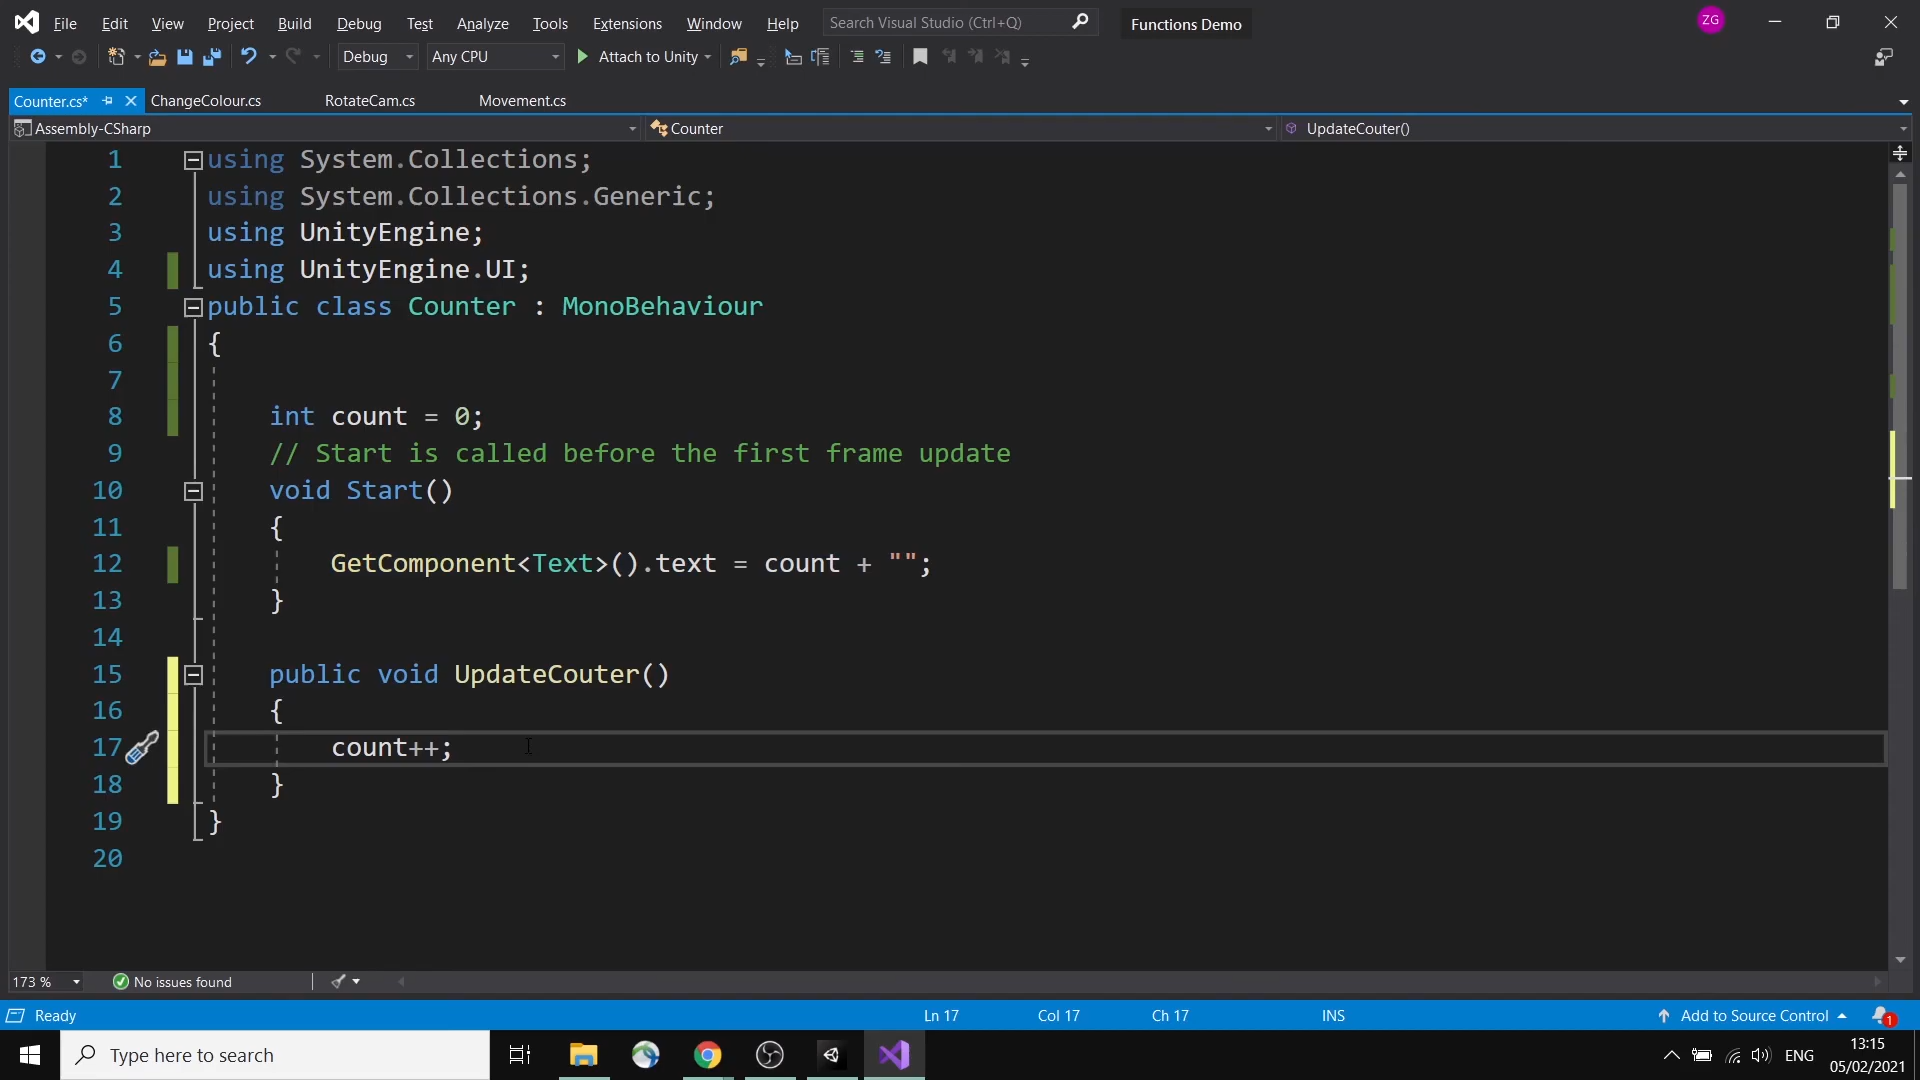 File Edit View Project Build Debug Test Analyze Tools Extensions Window Help Search Visual Studio (Ctrl+Q) Functions Demo ZG
Debug Any CPU Attach to Unity
Counter.cs* ChangeColour.cs RotateCam.cs Movement.cs
Assembly-CSharp Counter UpdateCouter()
1 using System.Collections;
2 using System.Collections.Generic;
3 using UnityEngine;
4 using UnityEngine.UI;
5 public class Counter : MonoBehaviour
6 {
7
8 int count = 0;
9 // Start is called before the first frame update
10 void Start()
11 {
12 GetComponent<Text>().text = count + "";
13 }
14
15 public void UpdateCouter()
16 {
17 count++;
18 }
19 }
20
173 % No issues found
Ready Ln 17 Col 17 Ch 17 INS Add to Source Control 1
Type here to search ENG 13:15
05/02/2021